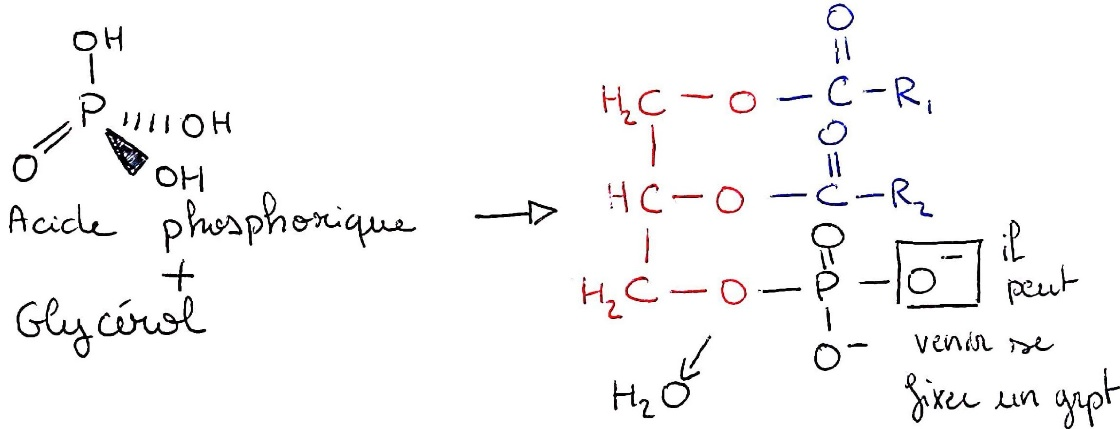 OH
P
OH
O
OH
Acide phosphorique
+
Glycérol
O
H₂C — O — C — R₁
O
HC — O — C — R₂
O
H₂C — O — P — O⁻ il
peut
O⁻ venir se
fixer un grpt
H₂O